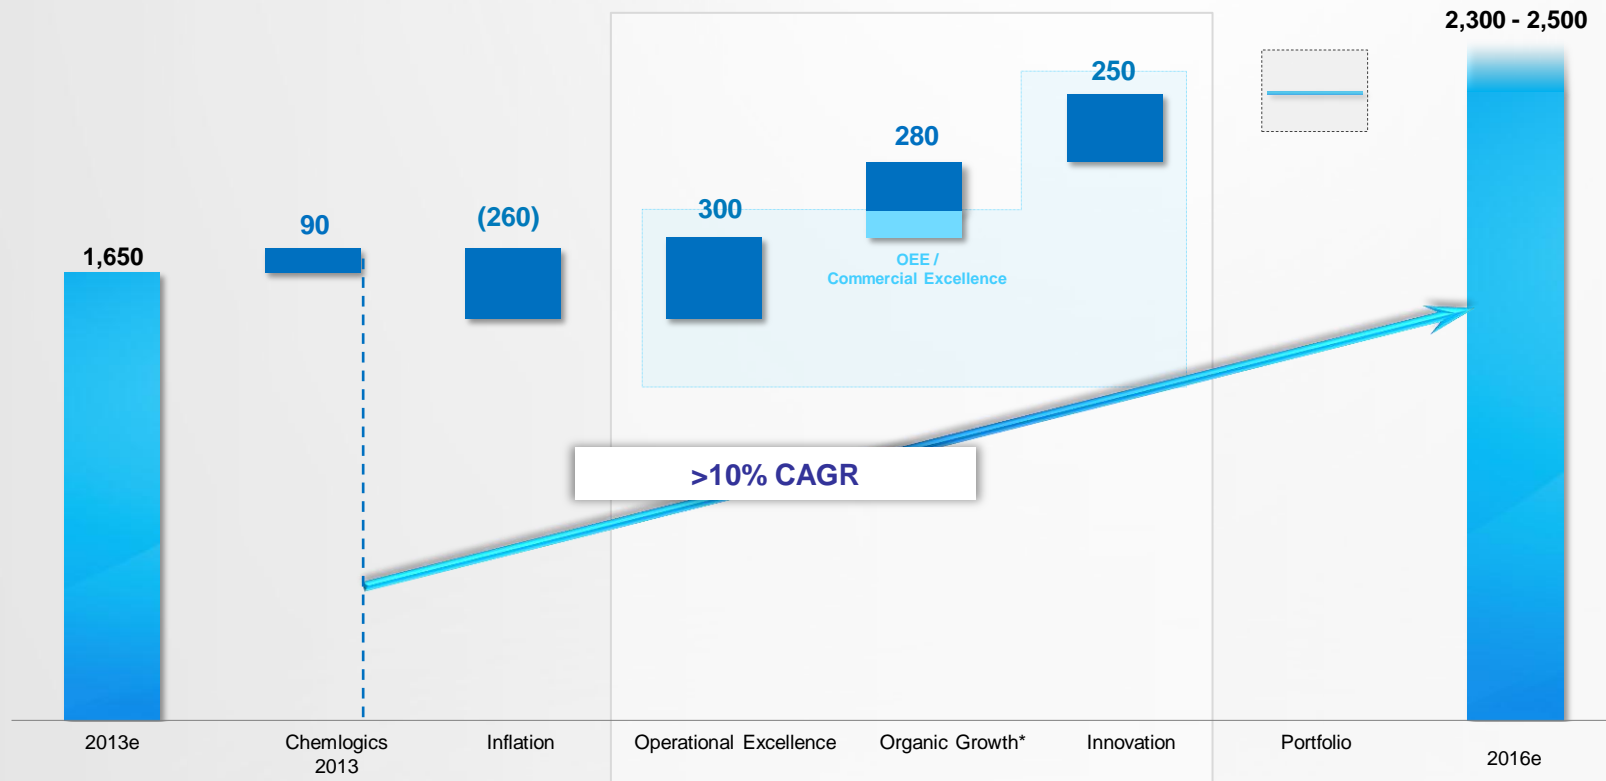 2,300 - 2,500
250
280
300
(260)
90
1,650
OEE /
Commercial Excellence
>10% CAGR
2013e
Chemlogics
2013
Inflation
Operational Excellence
Organic Growth*
Innovation
Portfolio
2016e